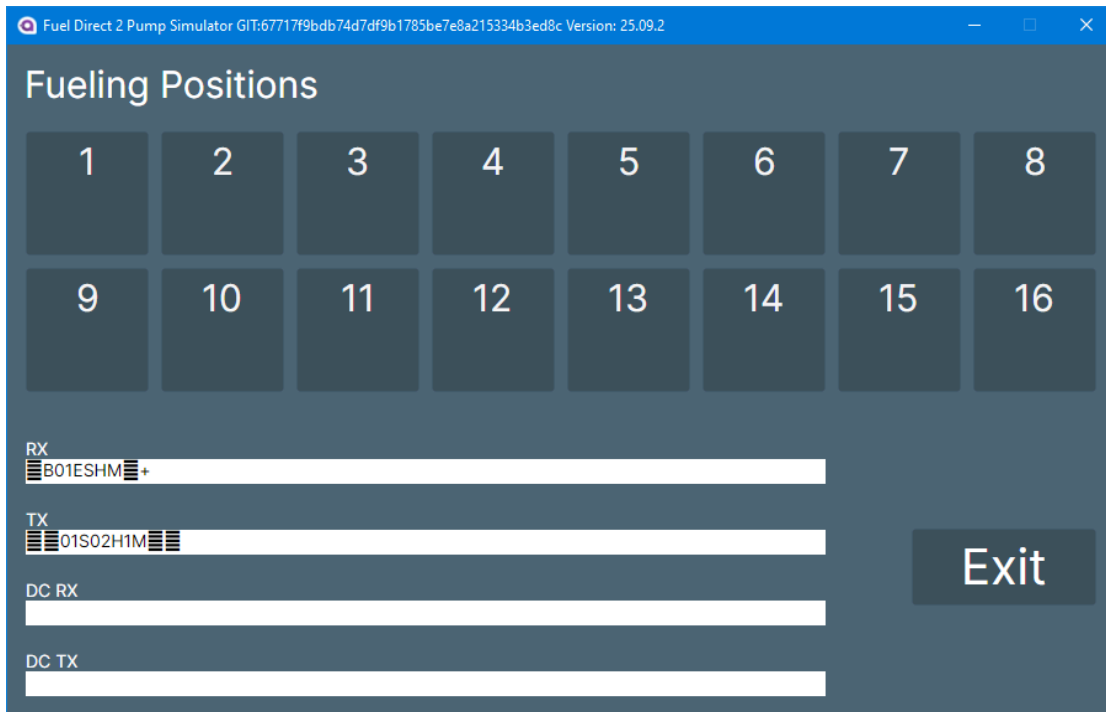 Fuel Direct 2 Pump Simulator GIT:67717f9bdb74d7df9b1785be7e8a215334b3ed8c Version: 25.09.2
Fueling Positions
1 2 3 4 5 6 7 8
9 10 11 12 13 14 15 16
RX
B01ESHM +
TX
01S02H1M
Exit
DC RX
DC TX